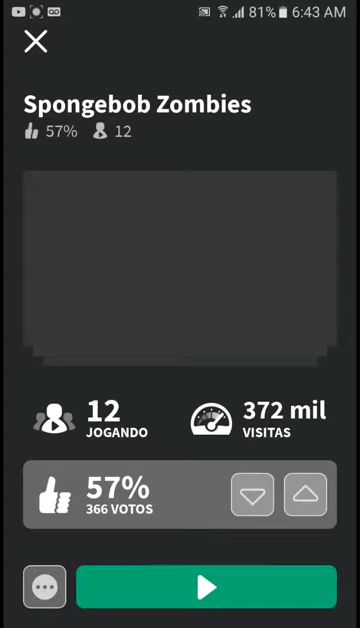 81% 6:43 AM
Spongebob Zombies
57% 12
12
JOGANDO
372 mil
VISITAS
57%
366 VOTOS